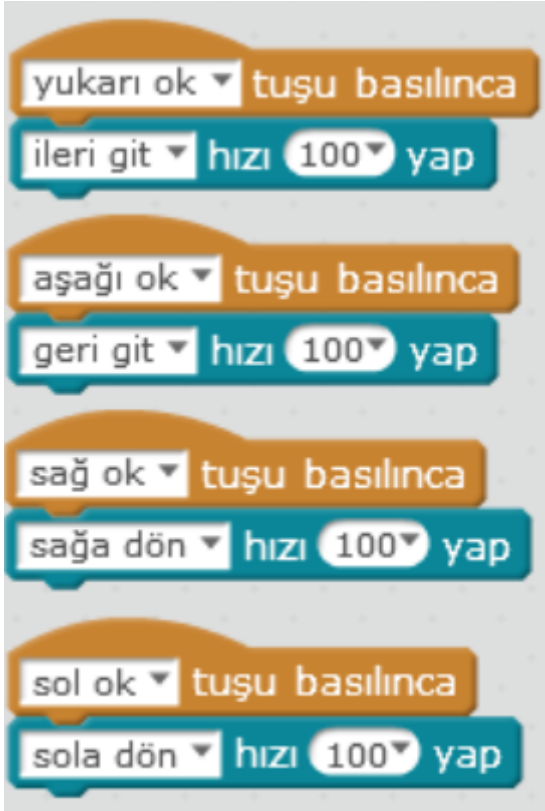 yukarı ok tuşu basılınca
ileri git hızı 100 yap
aşağı ok tuşu basılınca
geri git hızı 100 yap
sağ ok tuşu basılınca
sağa dön hızı 100 yap
sol ok tuşu basılınca
sola dön hızı 100 yap